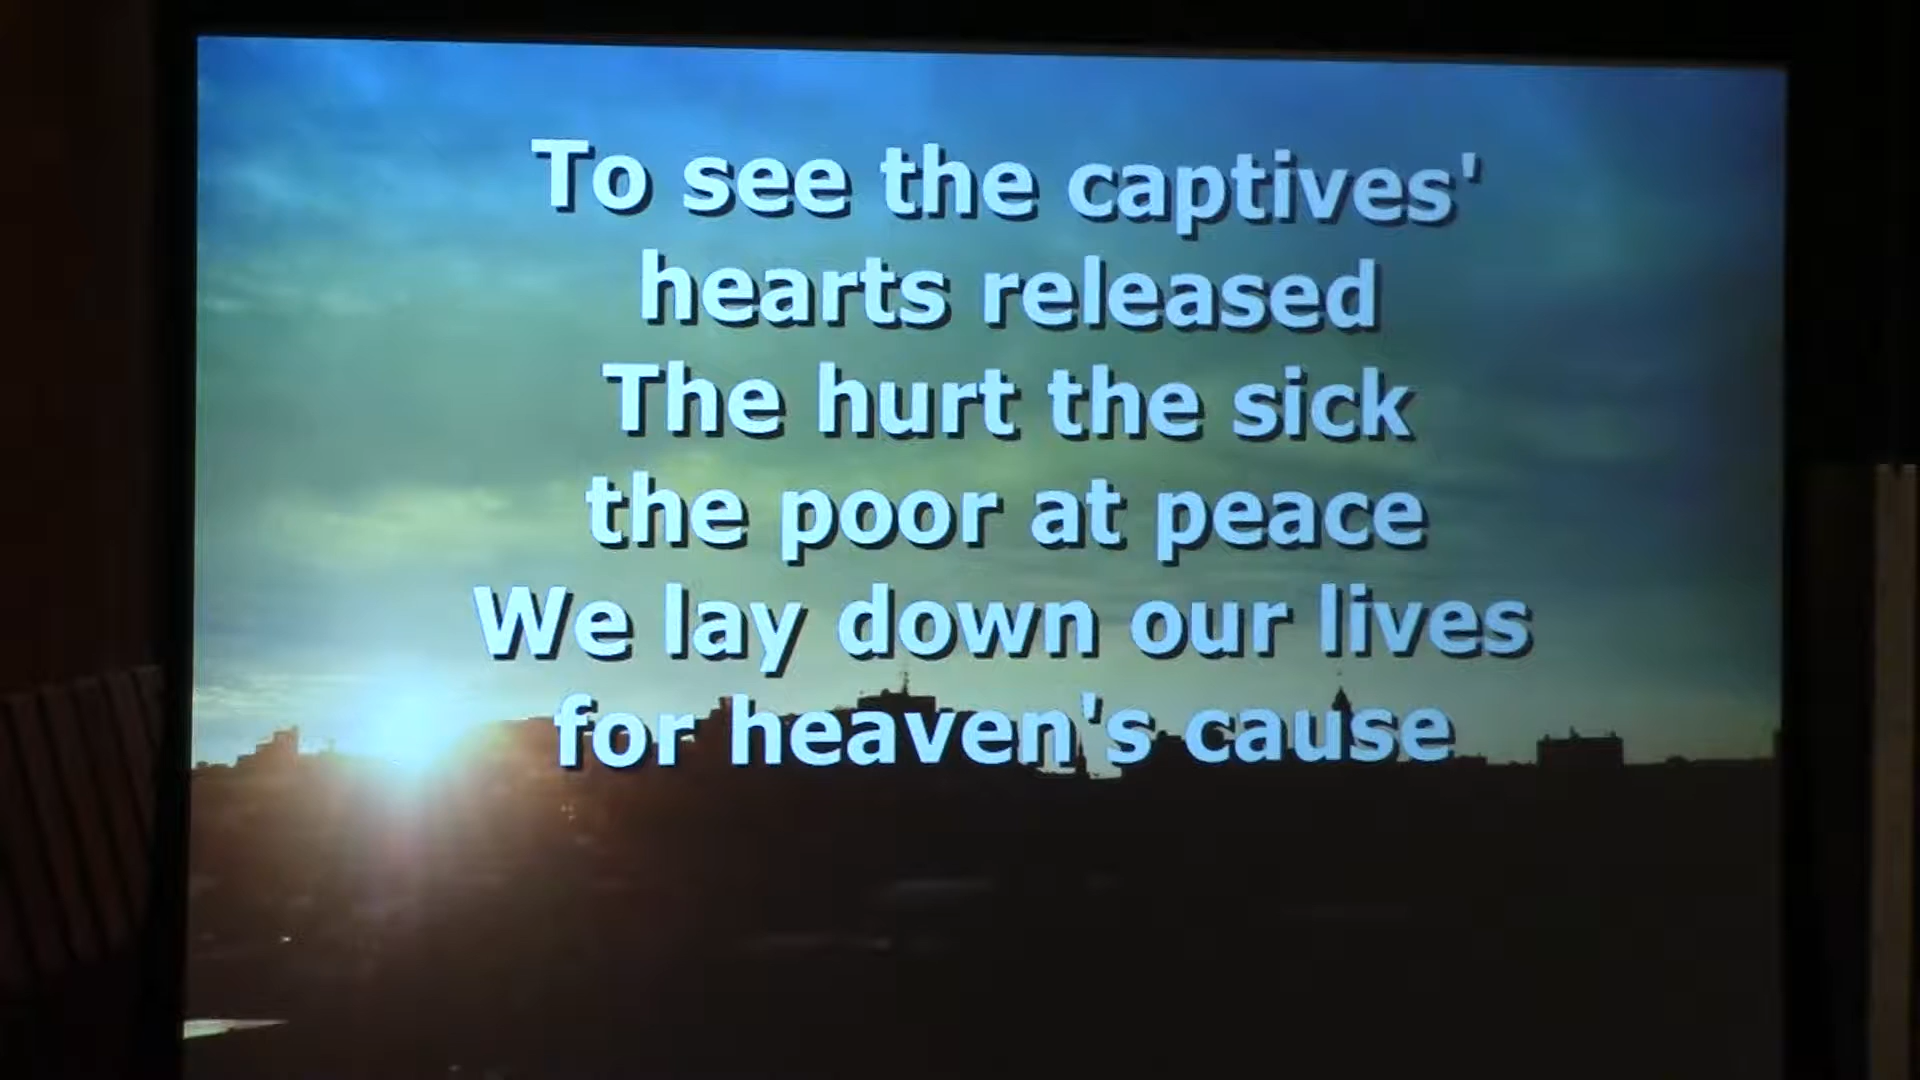 To see the captives'
hearts released
The hurt the sick
the poor at peace
We lay down our lives
for heaven's cause